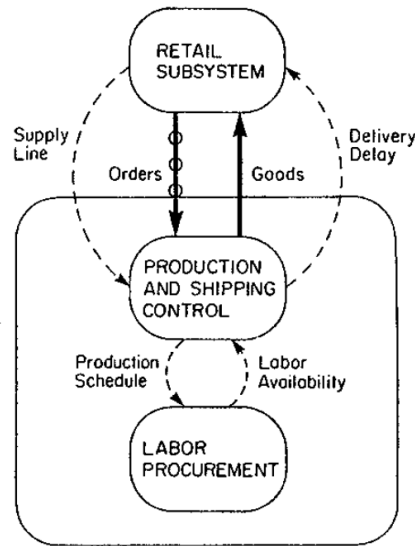 RETAIL
SUBSYSTEM
Supply
Line
Delivery
Delay
Orders
Goods
PRODUCTION
AND SHIPPING
CONTROL
Production
Schedule
Labor
Availability
LABOR
PROCUREMENT